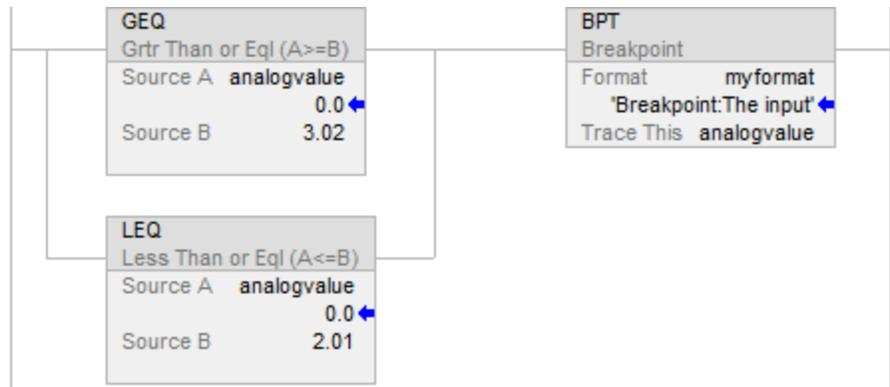 GEQ
Grtr Than or Eql (A>=B)
Source A analogvalue
0.0
Source B 3.02
BPT
Breakpoint
Format myformat
'Breakpoint:The input'
Trace This analogvalue
LEQ
Less Than or Eql (A<=B)
Source A analogvalue
0.0
Source B 2.01